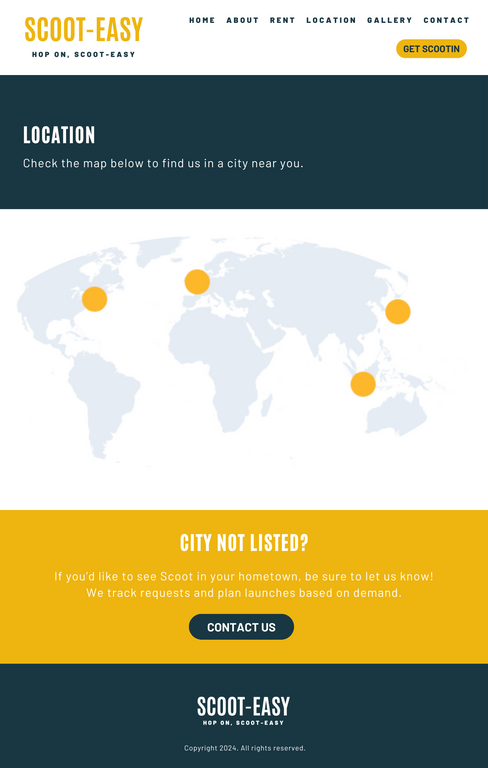 SCOOT-EASY
HOP ON, SCOOT-EASY
HOME ABOUT RENT LOCATION GALLERY CONTACT
GET SCOOTIN
LOCATION
Check the map below to find us in a city near you.
CITY NOT LISTED?
If you'd like to see Scoot in your hometown, be sure to let us know!
We track requests and plan launches based on demand.
CONTACT US
SCOOT-EASY
HOP ON, SCOOT-EASY
Copyright 2024. All rights reserved.